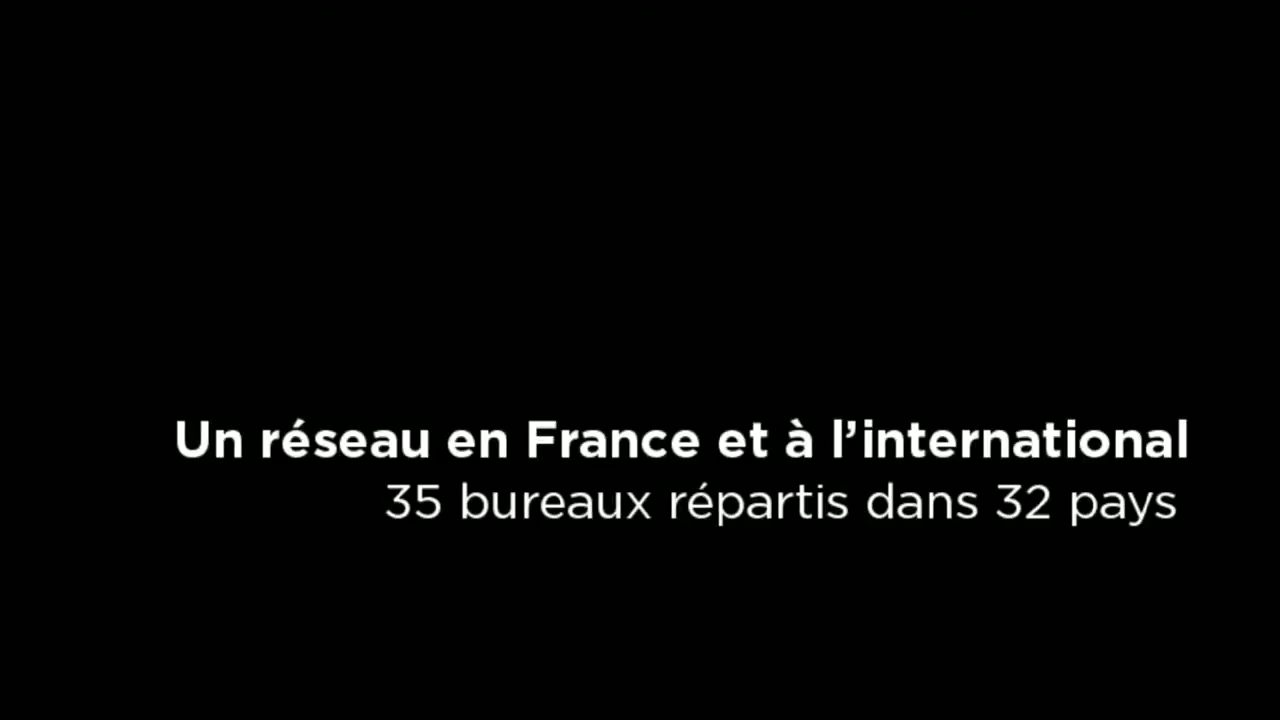 Un réseau en France et à l’international
35 bureaux répartis dans 32 pays